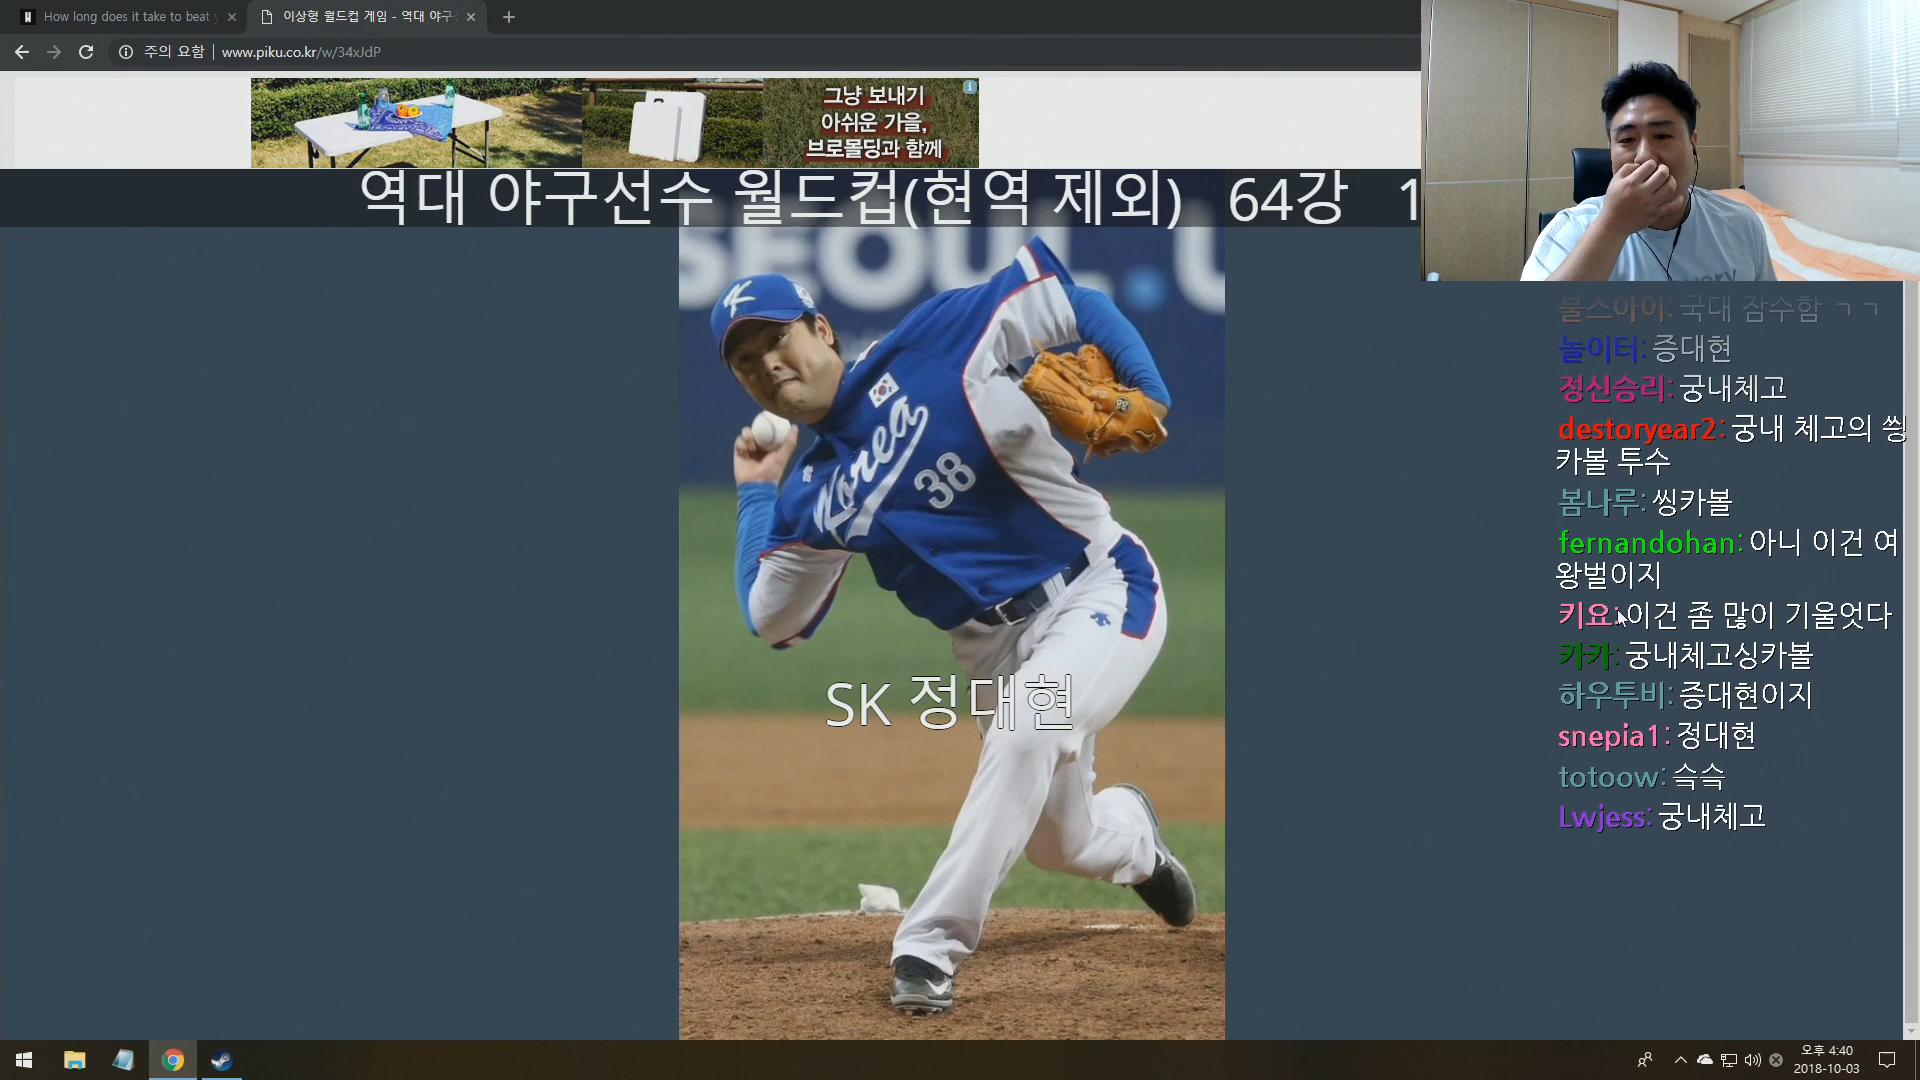 How long does it take to beat
이상형 월드컵 게임 - 역대 야구
주의 요함
www.piku.co.kr/w/34xJdP
그냥 보내기
아쉬운 가을,
브로몰딩과 함께
역대 야구선수 월드컵(현역 제외) 64강 1
SEOUL.U
Korea
38
SK 정대현
불스아이: 국대 잠수함 ㄱㄱ
놀이터: 증대현
정신승리: 궁내체고
destoryear2: 궁내 체고의 씽
카볼 투수
봄나루: 씽카볼
fernandohan: 아니 이건 여
왕벌이지
키요: 이건 좀 많이 기울엇다
카카: 궁내체고싱카볼
하우투비: 증대현이지
snepia1: 정대현
totoow: 슼슼
Lwjess: 궁내체고
오후 4:40
2018-10-03